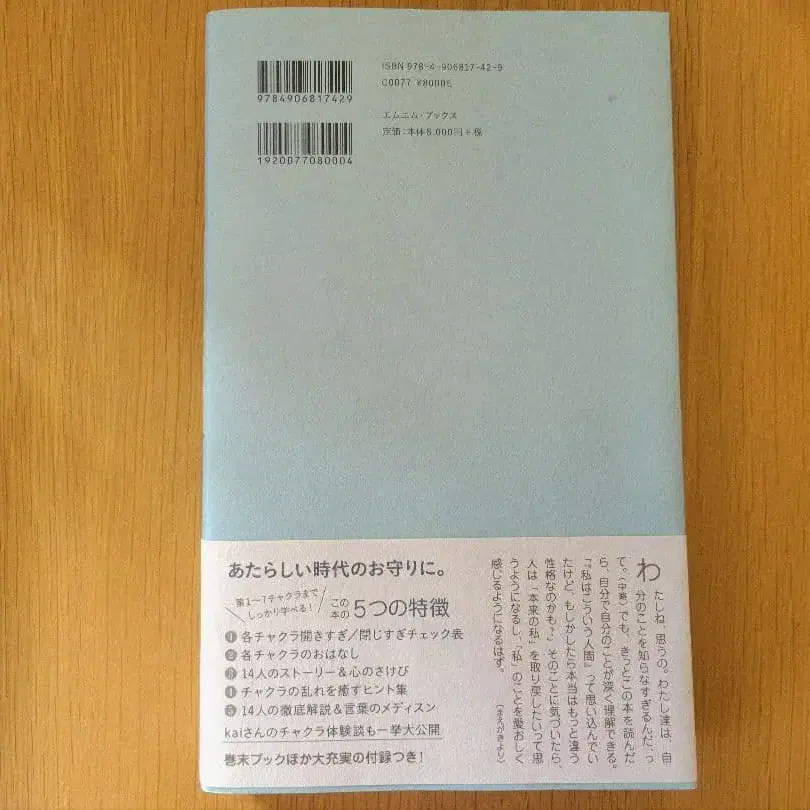 ISBN 978-4-906817-42-9
C0077 ¥8000E
9784906817429
エムエム・ブックス
定価：本体8,000円＋税
1920077080004
あたらしい時代のお守りに。
第1〜7チャクラまで
しっかり学べる！
この
本の
5つの特徴
1 各チャクラ開きすぎ／閉じすぎチェック表
2 各チャクラのおはなし
3 14人のストーリー＆心のさけび
4 チャクラの乱れを癒すヒント集
5 14人の徹底解説＆言葉のメディスン
kaiさんのチャクラ体験談も一挙大公開
巻末ブックほか大充実の付録つき！
わたしね、思うの。わたし達は、自
分のことを知らなすぎるんだ、っ
て。（中略）でも、きっとこの本を読んだ
ら、自分で自分のことが深く理解できる。
『私はこういう人間』って思い込んでい
たけど、もしかしたら本当はもっと違う
性格なのかも？」そのことに気づいたら、
人は「本来の私」を取り戻したいって思
うようになるし、「私」のことを愛おしく
感じるようになるはず。
（まえがきより）